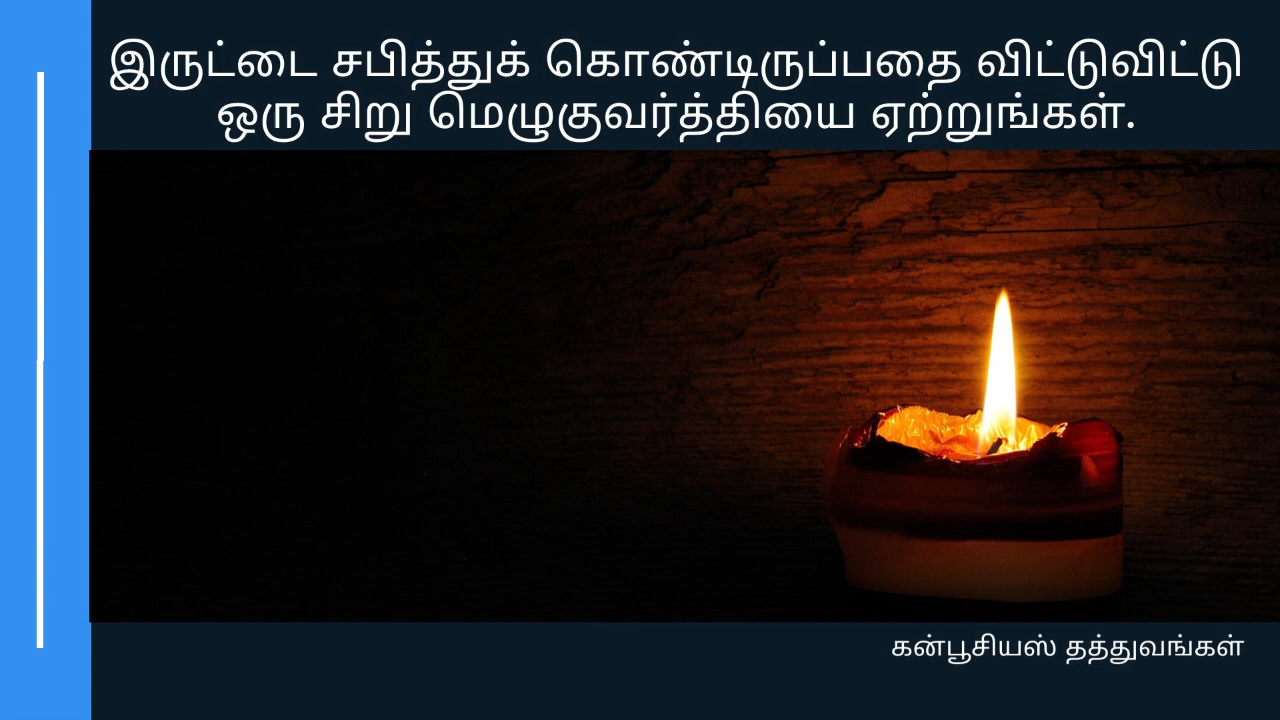 இருட்டை சபித்துக் கொண்டிருப்பதை விட்டுவிட்டு
ஒரு சிறு மெழுகுவர்த்தியை ஏற்றுங்கள்.
கன்பூசியஸ் தத்துவங்கள்